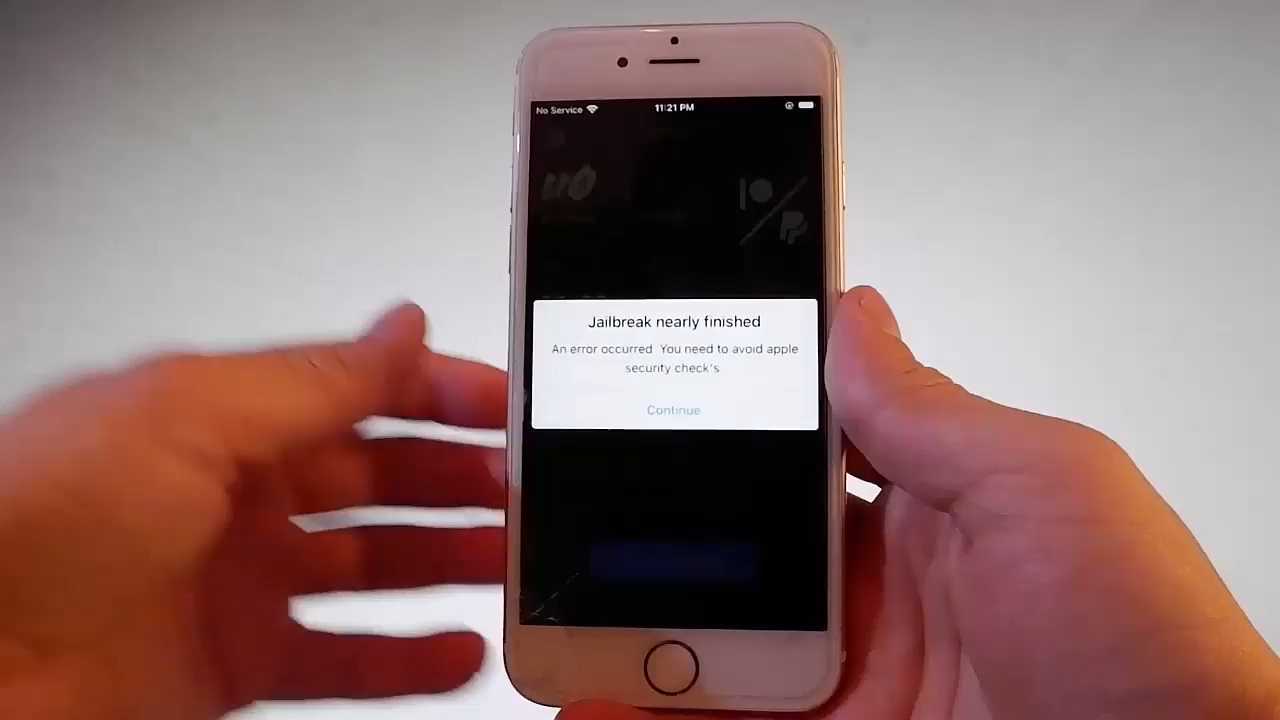 No Service
11:21 PM
Jailbreak nearly finished
An error occurred. You need to avoid apple
security check's
Continue